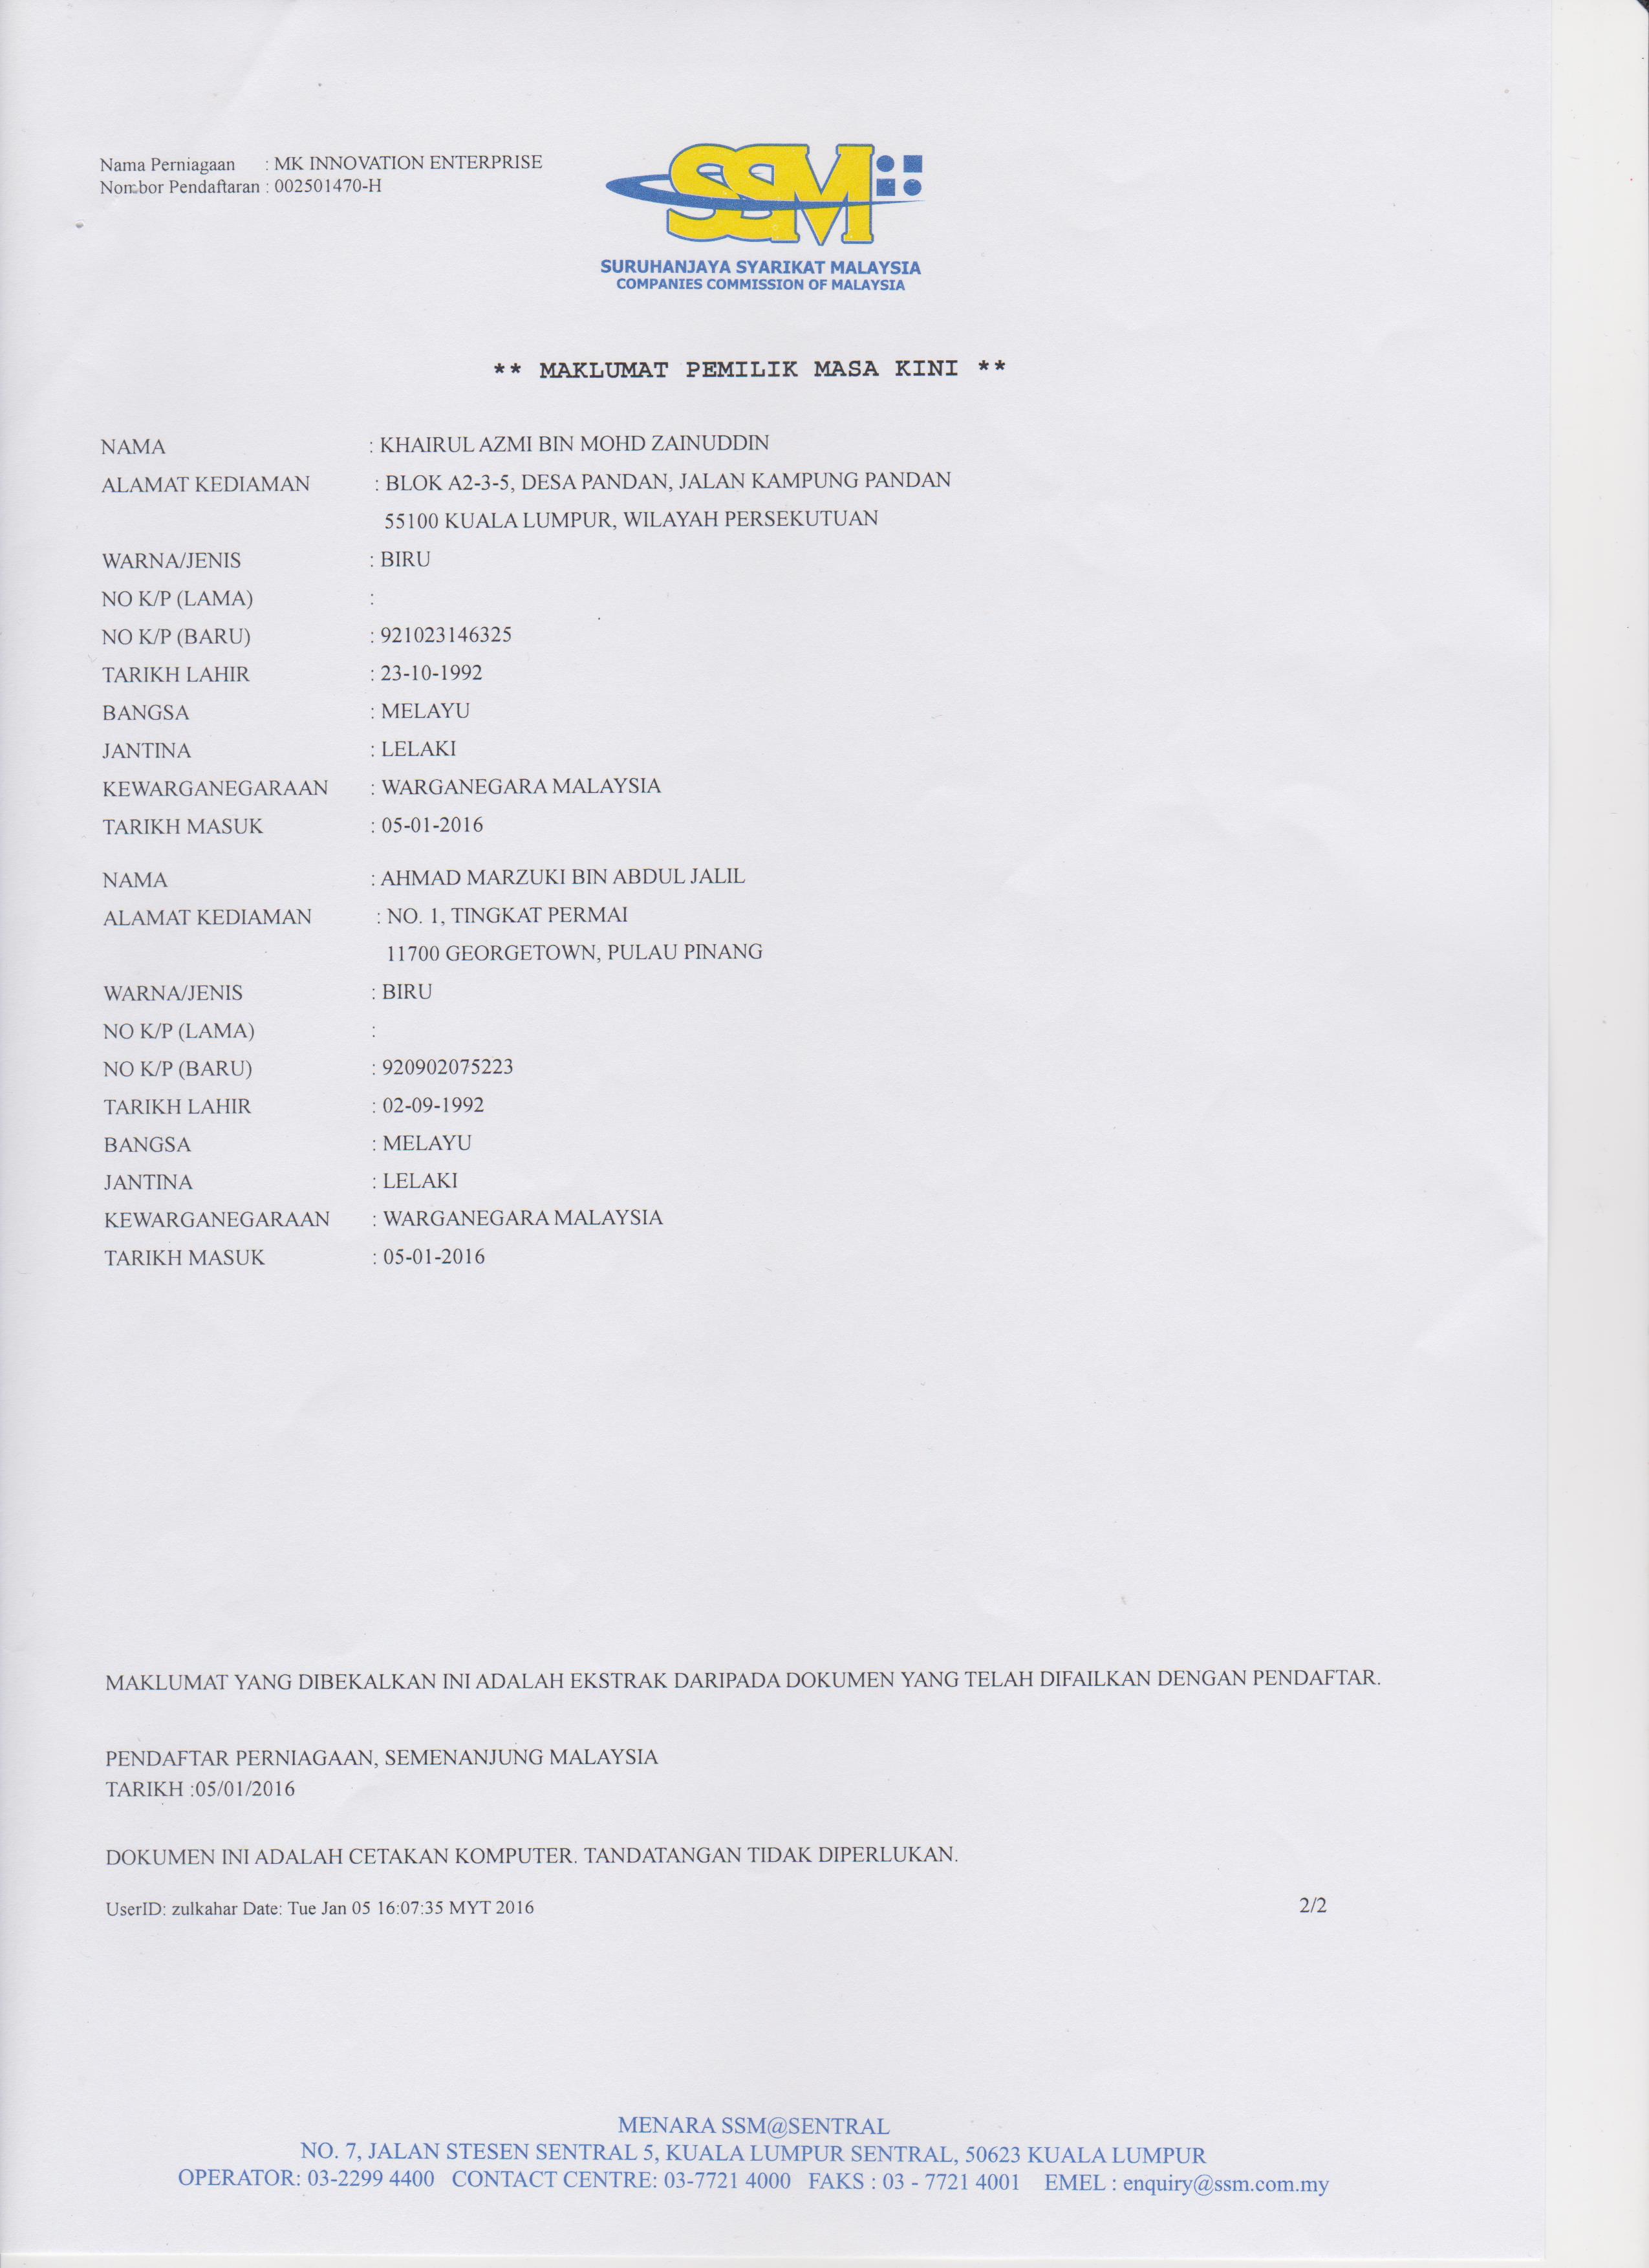 Nama Perniagaan : MK INNOVATION ENTERPRISE
Nombor Pendaftaran : 002501470-H
SSM
SURUHANJAYA SYARIKAT MALAYSIA
COMPANIES COMMISSION OF MALAYSIA
** MAKLUMAT PEMILIK MASA KINI **
NAMA : KHAIRUL AZMI BIN MOHD ZAINUDDIN
ALAMAT KEDIAMAN : BLOK A2-3-5, DESA PANDAN, JALAN KAMPUNG PANDAN
55100 KUALA LUMPUR, WILAYAH PERSEKUTUAN
WARNA/JENIS : BIRU
NO K/P (LAMA) :
NO K/P (BARU) : 921023146325
TARIKH LAHIR : 23-10-1992
BANGSA : MELAYU
JANTINA : LELAKI
KEWARGANEGARAAN : WARGANEGARA MALAYSIA
TARIKH MASUK : 05-01-2016
NAMA : AHMAD MARZUKI BIN ABDUL JALIL
ALAMAT KEDIAMAN : NO. 1, TINGKAT PERMAI
11700 GEORGETOWN, PULAU PINANG
WARNA/JENIS : BIRU
NO K/P (LAMA) :
NO K/P (BARU) : 920902075223
TARIKH LAHIR : 02-09-1992
BANGSA : MELAYU
JANTINA : LELAKI
KEWARGANEGARAAN : WARGANEGARA MALAYSIA
TARIKH MASUK : 05-01-2016
MAKLUMAT YANG DIBEKALKAN INI ADALAH EKSTRAK DARIPADA DOKUMEN YANG TELAH DIFAILKAN DENGAN PENDAFTAR.
PENDAFTAR PERNIAGAAN, SEMENANJUNG MALAYSIA
TARIKH :05/01/2016
DOKUMEN INI ADALAH CETAKAN KOMPUTER. TANDATANGAN TIDAK DIPERLUKAN.
UserID: zulkahar Date: Tue Jan 05 16:07:35 MYT 2016 2/2
MENARA SSM@SENTRAL
NO. 7, JALAN STESEN SENTRAL 5, KUALA LUMPUR SENTRAL, 50623 KUALA LUMPUR
OPERATOR: 03-2299 4400 CONTACT CENTRE: 03-7721 4000 FAKS : 03 - 7721 4001 EMEL : enquiry@ssm.com.my